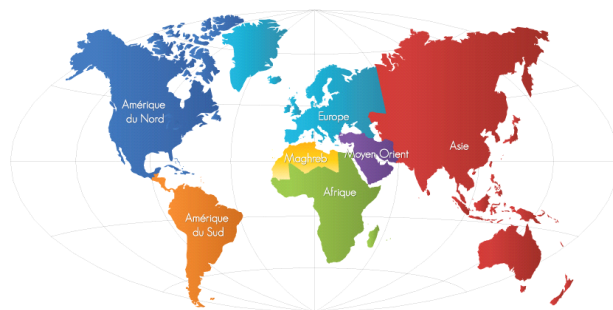 Amérique
du Nord
Europe
Asie
Maghreb
Moyen Orient
Afrique
Amérique
du Sud